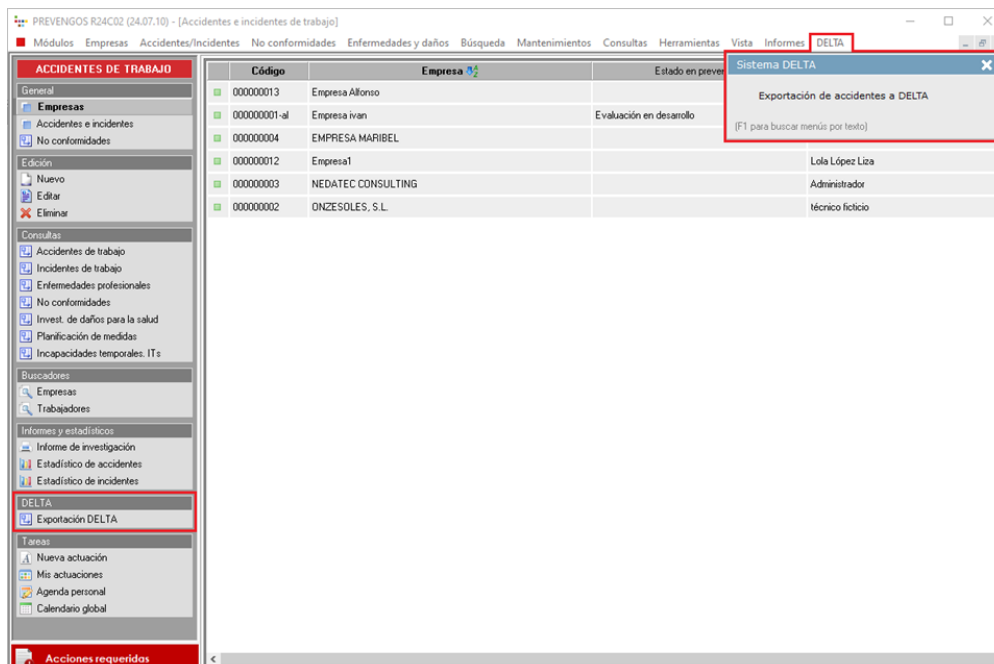 PREVENGOS R24C02 (24.07.10) - [Accidentes e incidentes de trabajo]
Módulos Empresas Accidentes/Incidentes No conformidades Enfermedades y daños Búsqueda Mantenimientos Consultas Herramientas Vista Informes DELTA
ACCIDENTES DE TRABAJO
General
Empresas
Accidentes e incidentes
No conformidades
Edición
Nuevo
Editar
Eliminar
Consultas
Accidentes de trabajo
Incidentes de trabajo
Enfermedades profesionales
No conformidades
Invest. de daños para la salud
Planificación de medidas
Incapacidades temporales. ITs
Buscadores
Empresas
Trabajadores
Informes y estadísticos
Informe de investigación
Estadístico de accidentes
Estadístico de incidentes
DELTA
Exportación DELTA
Tareas
Nueva actuación
Mis actuaciones
Agenda personal
Calendario global
Acciones requeridas
Código Empresa Estado en preven
000000013 Empresa Alfonso
000000001-al Empresa ivan Evaluación en desarrollo
000000004 EMPRESA MARIBEL
000000012 Empresa1 Lola López Liza
000000003 NEDATEC CONSULTING Administrador
000000002 ONZESOLES, S.L. técnico ficticio
Sistema DELTA
Exportación de accidentes a DELTA
(F1 para buscar menús por texto)